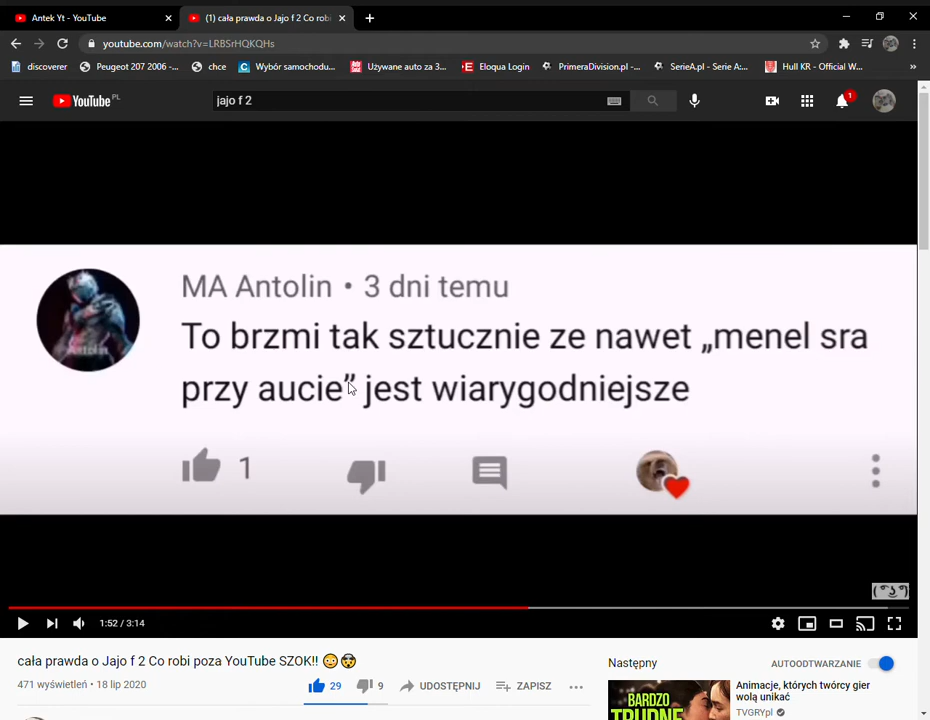 Antek Yt - YouTube
(1) cała prawda o Jajo f 2 Co robi
youtube.com/watch?v=LRBSrHQKQHs
discoverer
Peugeot 207 2006 -...
chce
Wybór samochodu...
Używane auto za 3...
Eloqua Login
PrimeraDivision.pl -...
SerieA.pl - Serie A:...
Hull KR - Official W...
»
YouTube PL
jajo f 2
1
MA Antolin • 3 dni temu
To brzmi tak sztucznie ze nawet „menel sra
przy aucie” jest wiarygodniejsze
1
( ͡° ͜ʖ ͡°)
1:52 / 3:14
cała prawda o Jajo f 2 Co robi poza YouTube SZOK!! 😳🤯
471 wyświetleń • 18 lip 2020
29
9
UDOSTĘPNIJ
ZAPISZ
Następny
AUTOODTWARZANIE
BARDZO
TRUDNE
Animacje, których twórcy gier
wolą unikać
TVGRYpl